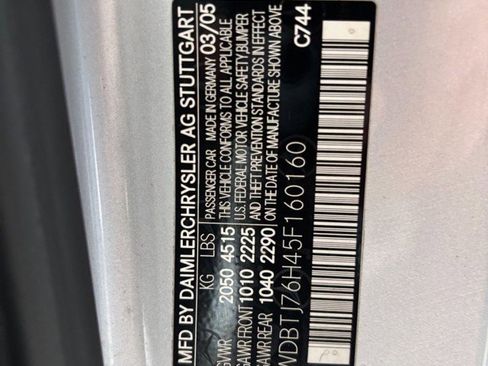 MFD BY DAIMLERCHRYSLER AG STUTTGART
KG LBS PASSENGER CAR MADE IN GERMANY 03/05
GVWR 2050 4515 THIS VEHICLE CONFORMS TO ALL APPLICABLE
GAWR FRONT 1010 2225 U.S. FEDERAL MOTOR VEHICLE SAFETY, BUMPER
GAWR REAR 1040 2290 AND THEFT PREVENTION STANDARDS IN EFFECT
ON THE DATE OF MANUFACTURE SHOWN ABOVE
WDBTJ76H45F160160 C744